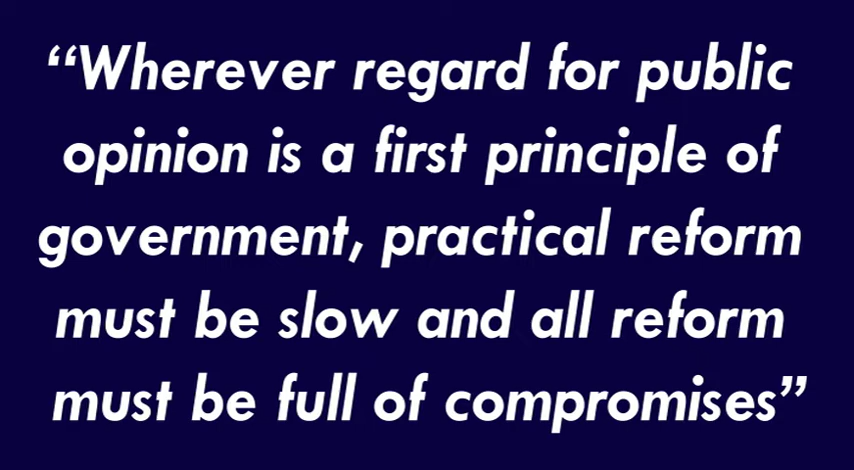 “Wherever regard for public
opinion is a first principle of
government, practical reform
must be slow and all reform
must be full of compromises”